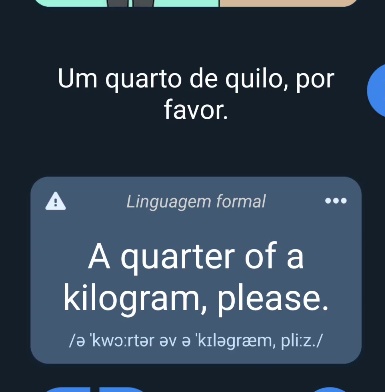 Um quarto de quilo, por
favor.
Linguagem formal
A quarter of a
kilogram, please.
/ə ˈkwɔːrtər əv ə ˈkɪləgræm, pliːz./